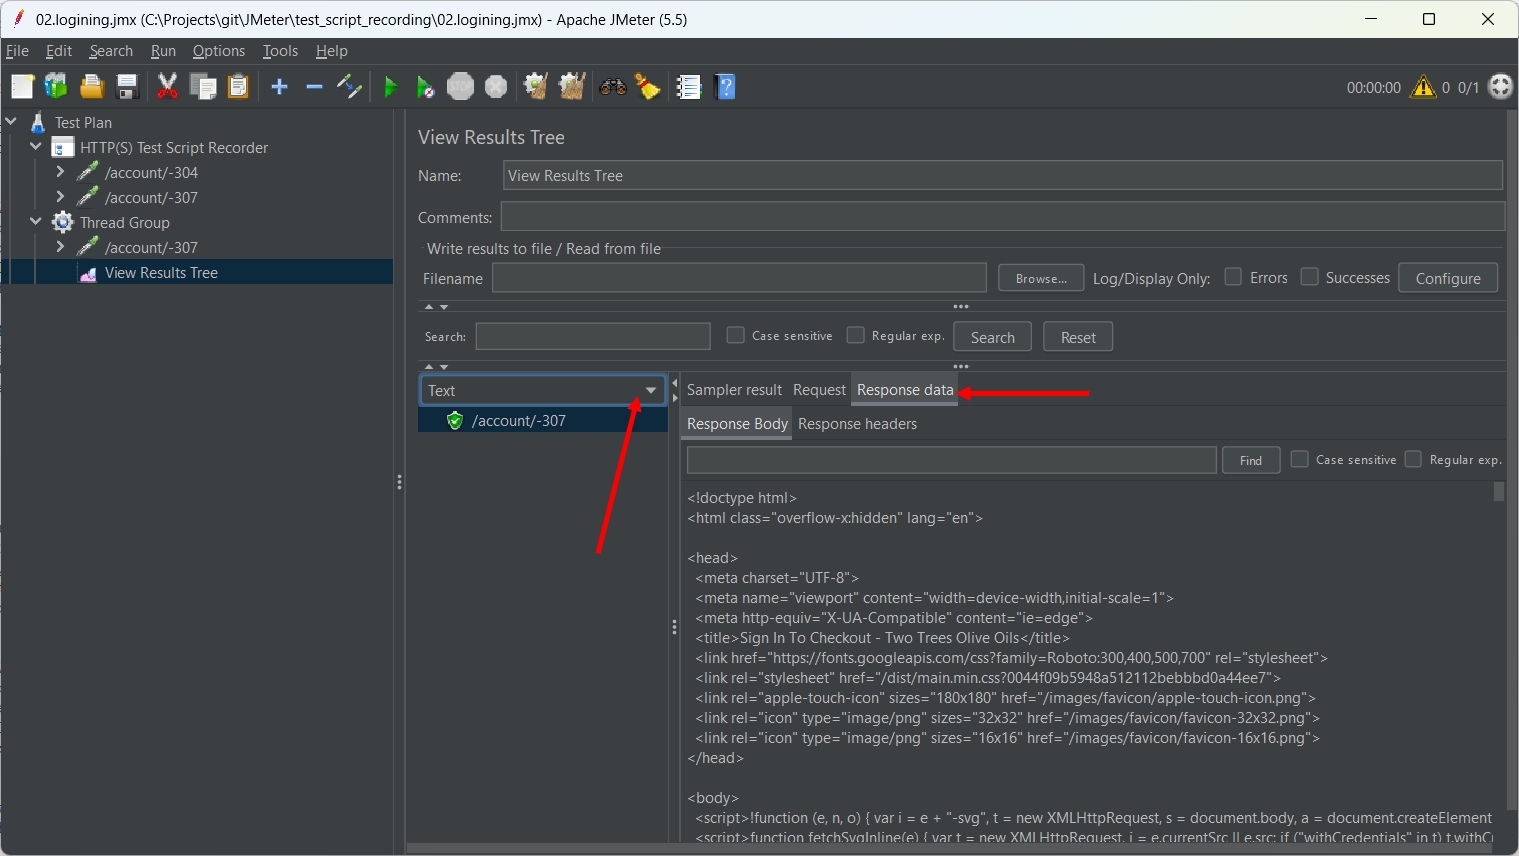 02.logining.jmx (C:\Projects\git\JMeter\test_script_recording\02.logining.jmx) - Apache JMeter (5.5)
File Edit Search Run Options Tools Help
STOP 00:00:00 0 0/1
Test Plan
HTTP(S) Test Script Recorder
/account/-304
/account/-307
Thread Group
/account/-307
View Results Tree
View Results Tree
Name: View Results Tree
Comments:
Write results to file / Read from file
Filename Browse... Log/Display Only: Errors Successes Configure
Search: Case sensitive Regular exp. Search Reset
Text
/account/-307
Sampler result Request Response data
Response Body Response headers
Find Case sensitive Regular exp.
<!doctype html>
<html class="overflow-x:hidden" lang="en">
<head>
<meta charset="UTF-8">
<meta name="viewport" content="width=device-width,initial-scale=1">
<meta http-equiv="X-UA-Compatible" content="ie=edge">
<title>Sign In To Checkout - Two Trees Olive Oils</title>
<link href="https://fonts.googleapis.com/css?family=Roboto:300,400,500,700" rel="stylesheet">
<link rel="stylesheet" href="/dist/main.min.css?0044f09b5948a512112bebbbd0a44ee7">
<link rel="apple-touch-icon" sizes="180x180" href="/images/favicon/apple-touch-icon.png">
<link rel="icon" type="image/png" sizes="32x32" href="/images/favicon/favicon-32x32.png">
<link rel="icon" type="image/png" sizes="16x16" href="/images/favicon/favicon-16x16.png">
</head>
<body>
<script>!function (e, n, o) { var i = e + "-svg", t = new XMLHttpRequest, s = document.body, a = document.createElement
<script>function fetchSvgInline(e) { var t = new XMLHttpRequest, i = e.currentSrc || e.src; if ("withCredentials" in t) t.withCr